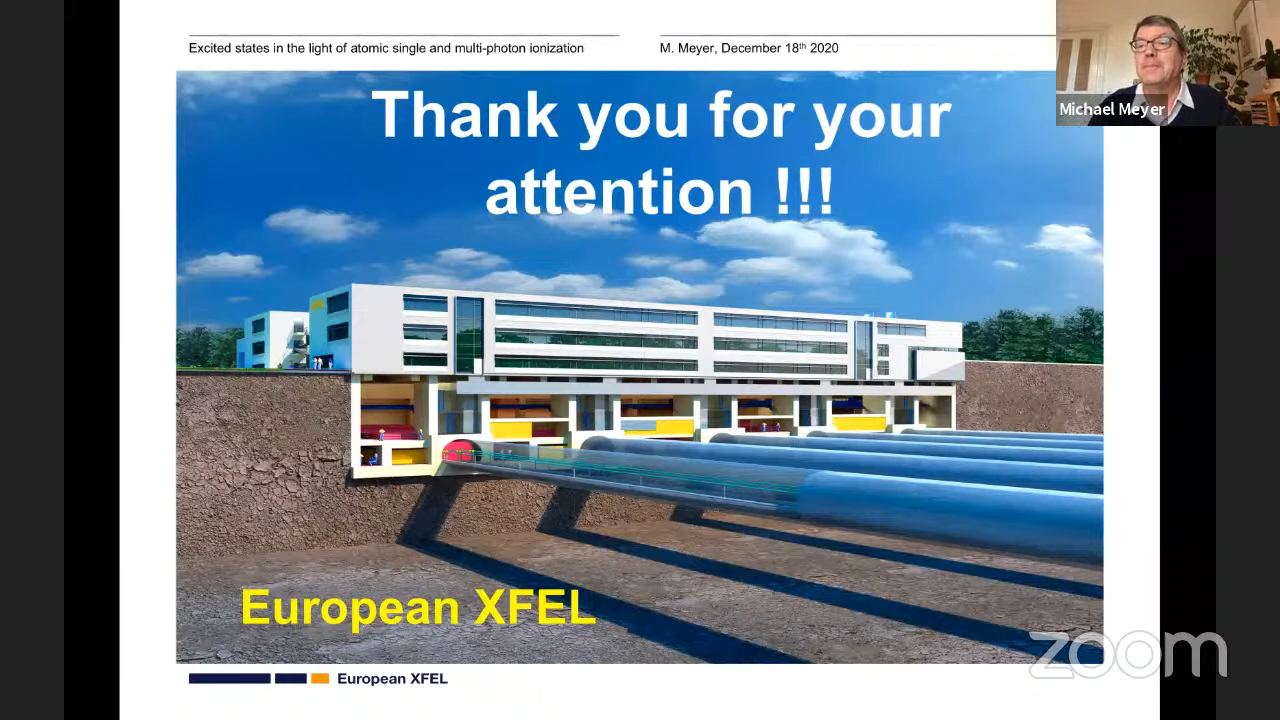 Excited states in the light of atomic single and multi-photon ionization
M. Meyer, December 18th 2020
Michael Meyer
Thank you for your
attention !!!
European XFEL
zoom
European XFEL